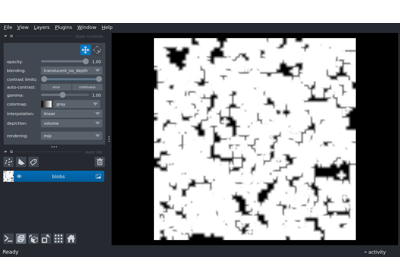 File View Layers Plugins Window Help
opacity: 1.00
blending: translucent_no_depth
contrast limits:
auto-contrast: once continuous
gamma: 1.00
colormap: gray
interpolation: linear
depiction: volume
rendering: mip
blobs
Ready activity